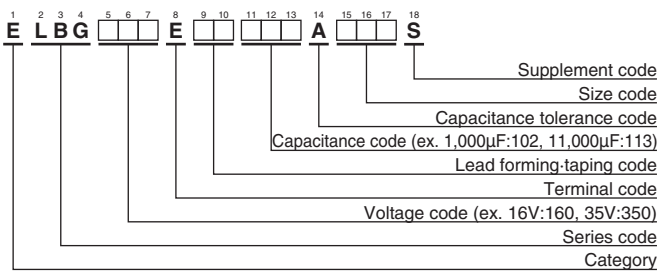 1 2 3 4 5 6 7 8 9 10 11 12 13 14 15 16 17 18
E L B G E A S
Supplement code
Size code
Capacitance tolerance code
Capacitance code (ex. 1,000µF:102, 11,000µF:113)
Lead forming·taping code
Terminal code
Voltage code (ex. 16V:160, 35V:350)
Series code
Category